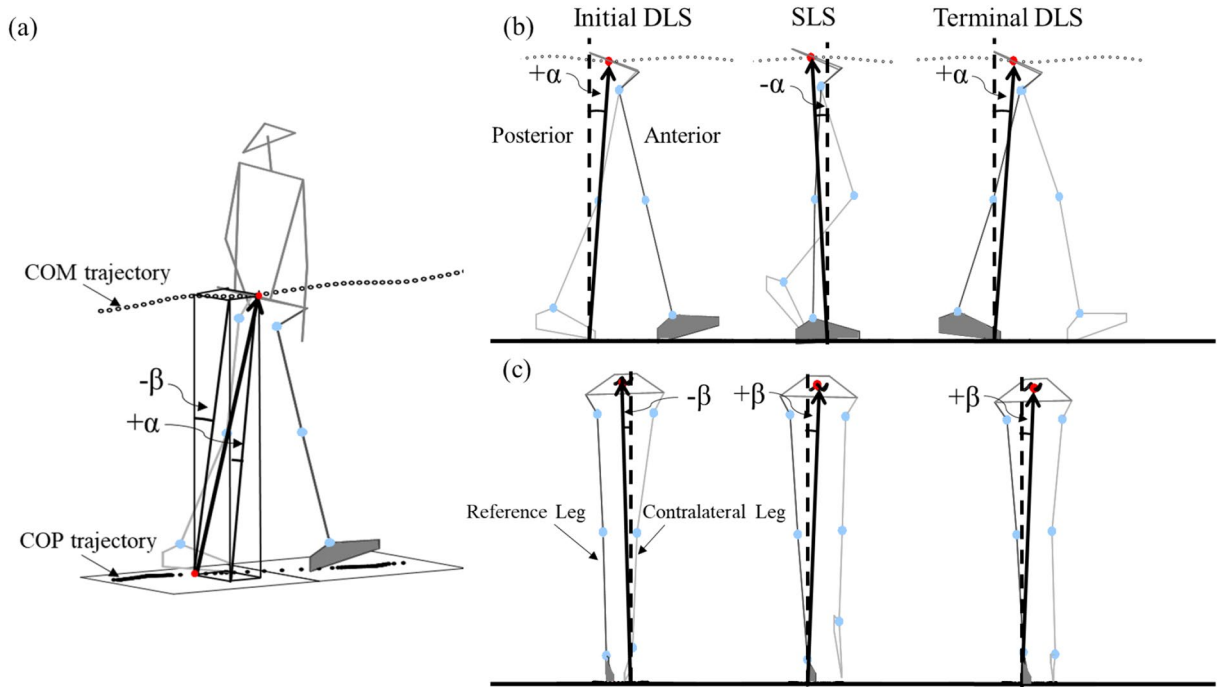 (a)
COM trajectory
-β
+α
COP trajectory
(b)
Initial DLS
SLS
Terminal DLS
+α
-α
+α
Posterior
Anterior
(c)
-β
+β
+β
Reference Leg
Contralateral Leg